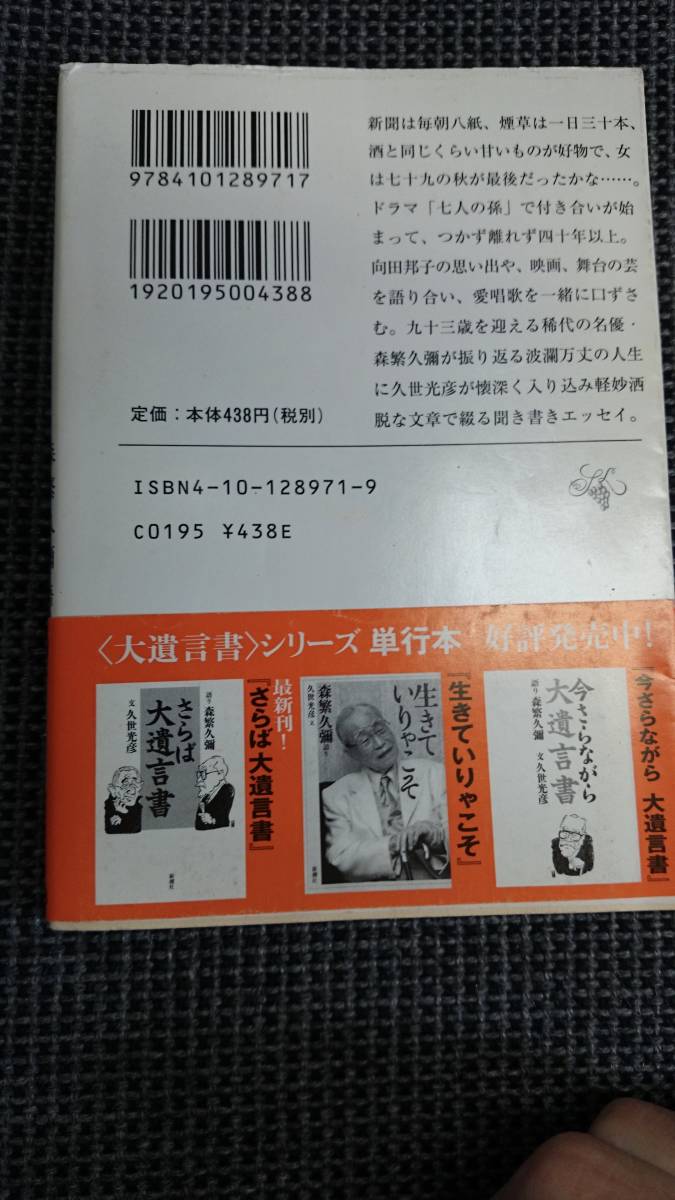 9784101289717
1920195004388
定価：本体438円(税別)
新聞は毎朝八紙、煙草は一日三十本、
酒と同じくらい甘いものが好物で、女
は七十九の秋が最後だったかな……。
ドラマ「七人の孫」で付き合いが始
まって、つかず離れず四十年以上。
向田邦子の思い出や、映画、舞台の芸
を語り合い、愛唱歌を一緒に口ずさ
む。九十三歳を迎える稀代の名優・
森繁久彌が振り返る波瀾万丈の人生
に久世光彦が懐深く入り込み軽妙洒
脱な文章で綴る聞き書きエッセイ。
ISBN4-10-128971-9
C0195 ¥438E
〈大遺言書〉シリーズ 単行本 好評発売中！
『今さらながら 大遺言書』
今さらながら
大遺言書
語り 森繁久彌 文 久世光彦
『生きていりゃこそ』
生きて
いりゃこそ
森繁久彌 語り
久世光彦 文
新潮社
最新刊！
『さらば 大遺言書』
語り 森繁久彌
さらば
大遺言書
文 久世光彦
新潮社